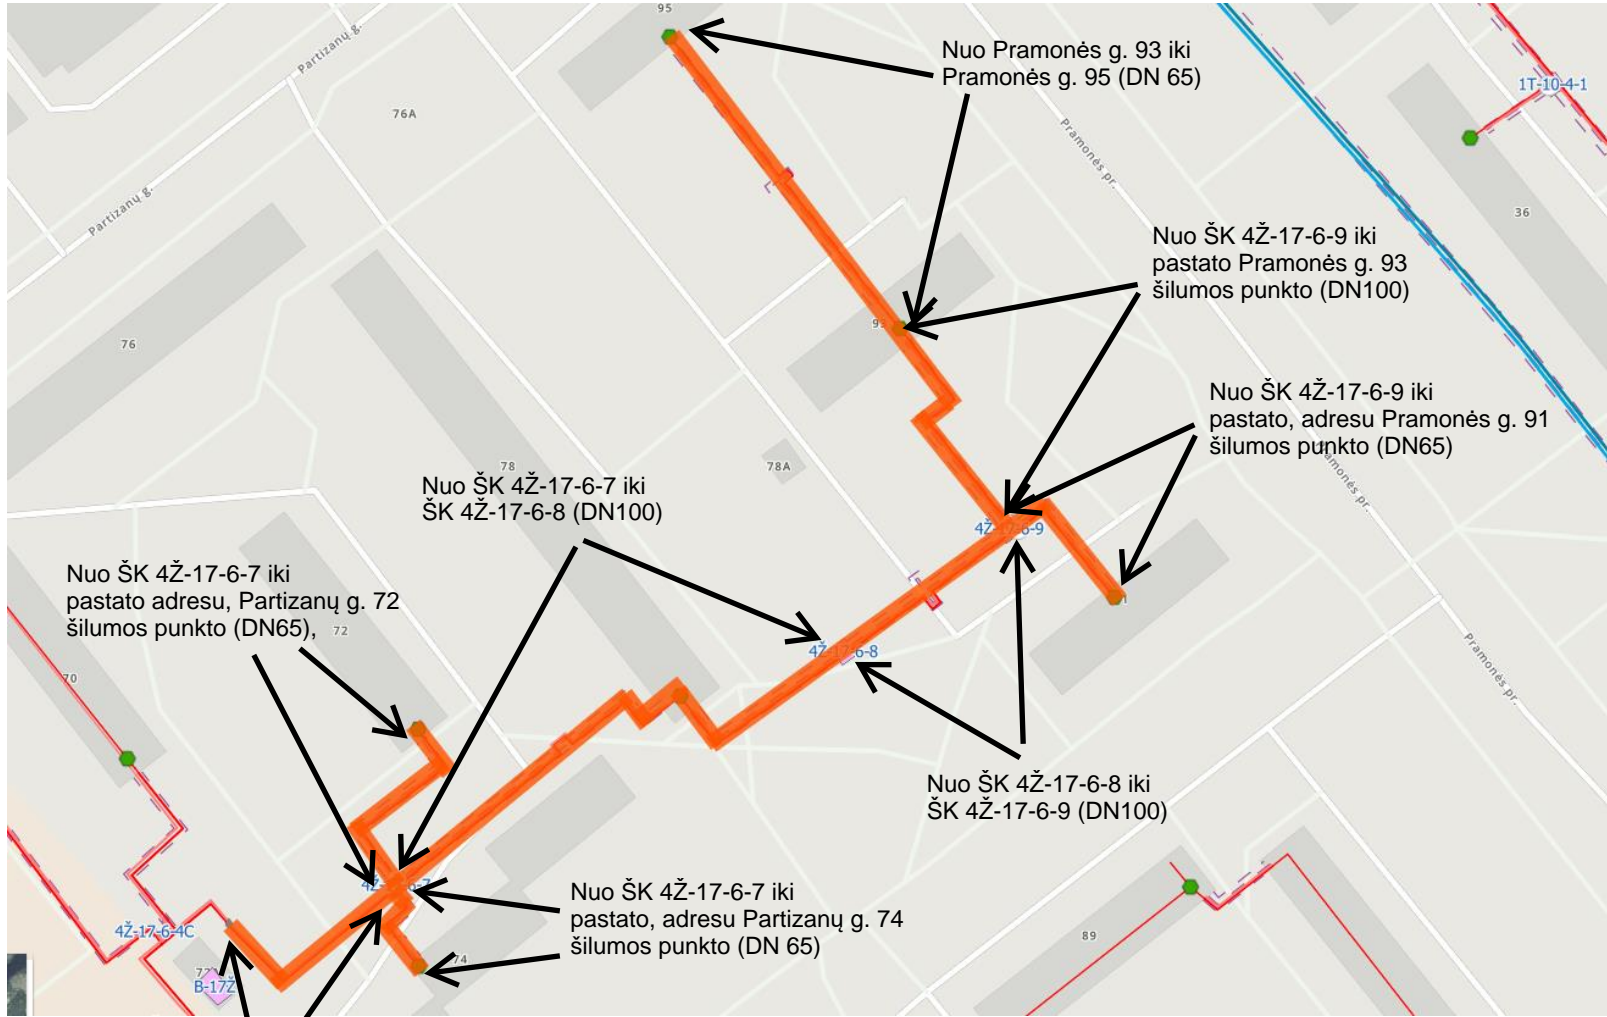 95
Nuo Pramonės g. 93 iki
Pramonės g. 95 (DN 65)
Partizanų g.
1T-10-4-1
76A
Pramonės pr.
Partizanų g.
36
Nuo ŠK 4Ž-17-6-9 iki
pastato Pramonės g. 93
šilumos punkto (DN100)
93
76
Nuo ŠK 4Ž-17-6-9 iki
pastato, adresu Pramonės g. 91
šilumos punkto (DN65)
Pramonės pr.
78
78A
Nuo ŠK 4Ž-17-6-7 iki
ŠK 4Ž-17-6-8 (DN100)
4Ž-17-6-9
Nuo ŠK 4Ž-17-6-7 iki
pastato adresu, Partizanų g. 72
šilumos punkto (DN65),
72
4Ž-17-6-8
Pramonės pr.
70
Nuo ŠK 4Ž-17-6-8 iki
ŠK 4Ž-17-6-9 (DN100)
4Ž-17-6-7
Nuo ŠK 4Ž-17-6-7 iki
pastato, adresu Partizanų g. 74
šilumos punkto (DN 65)
4Ž-17-6-4C
89
74
B-17Ž